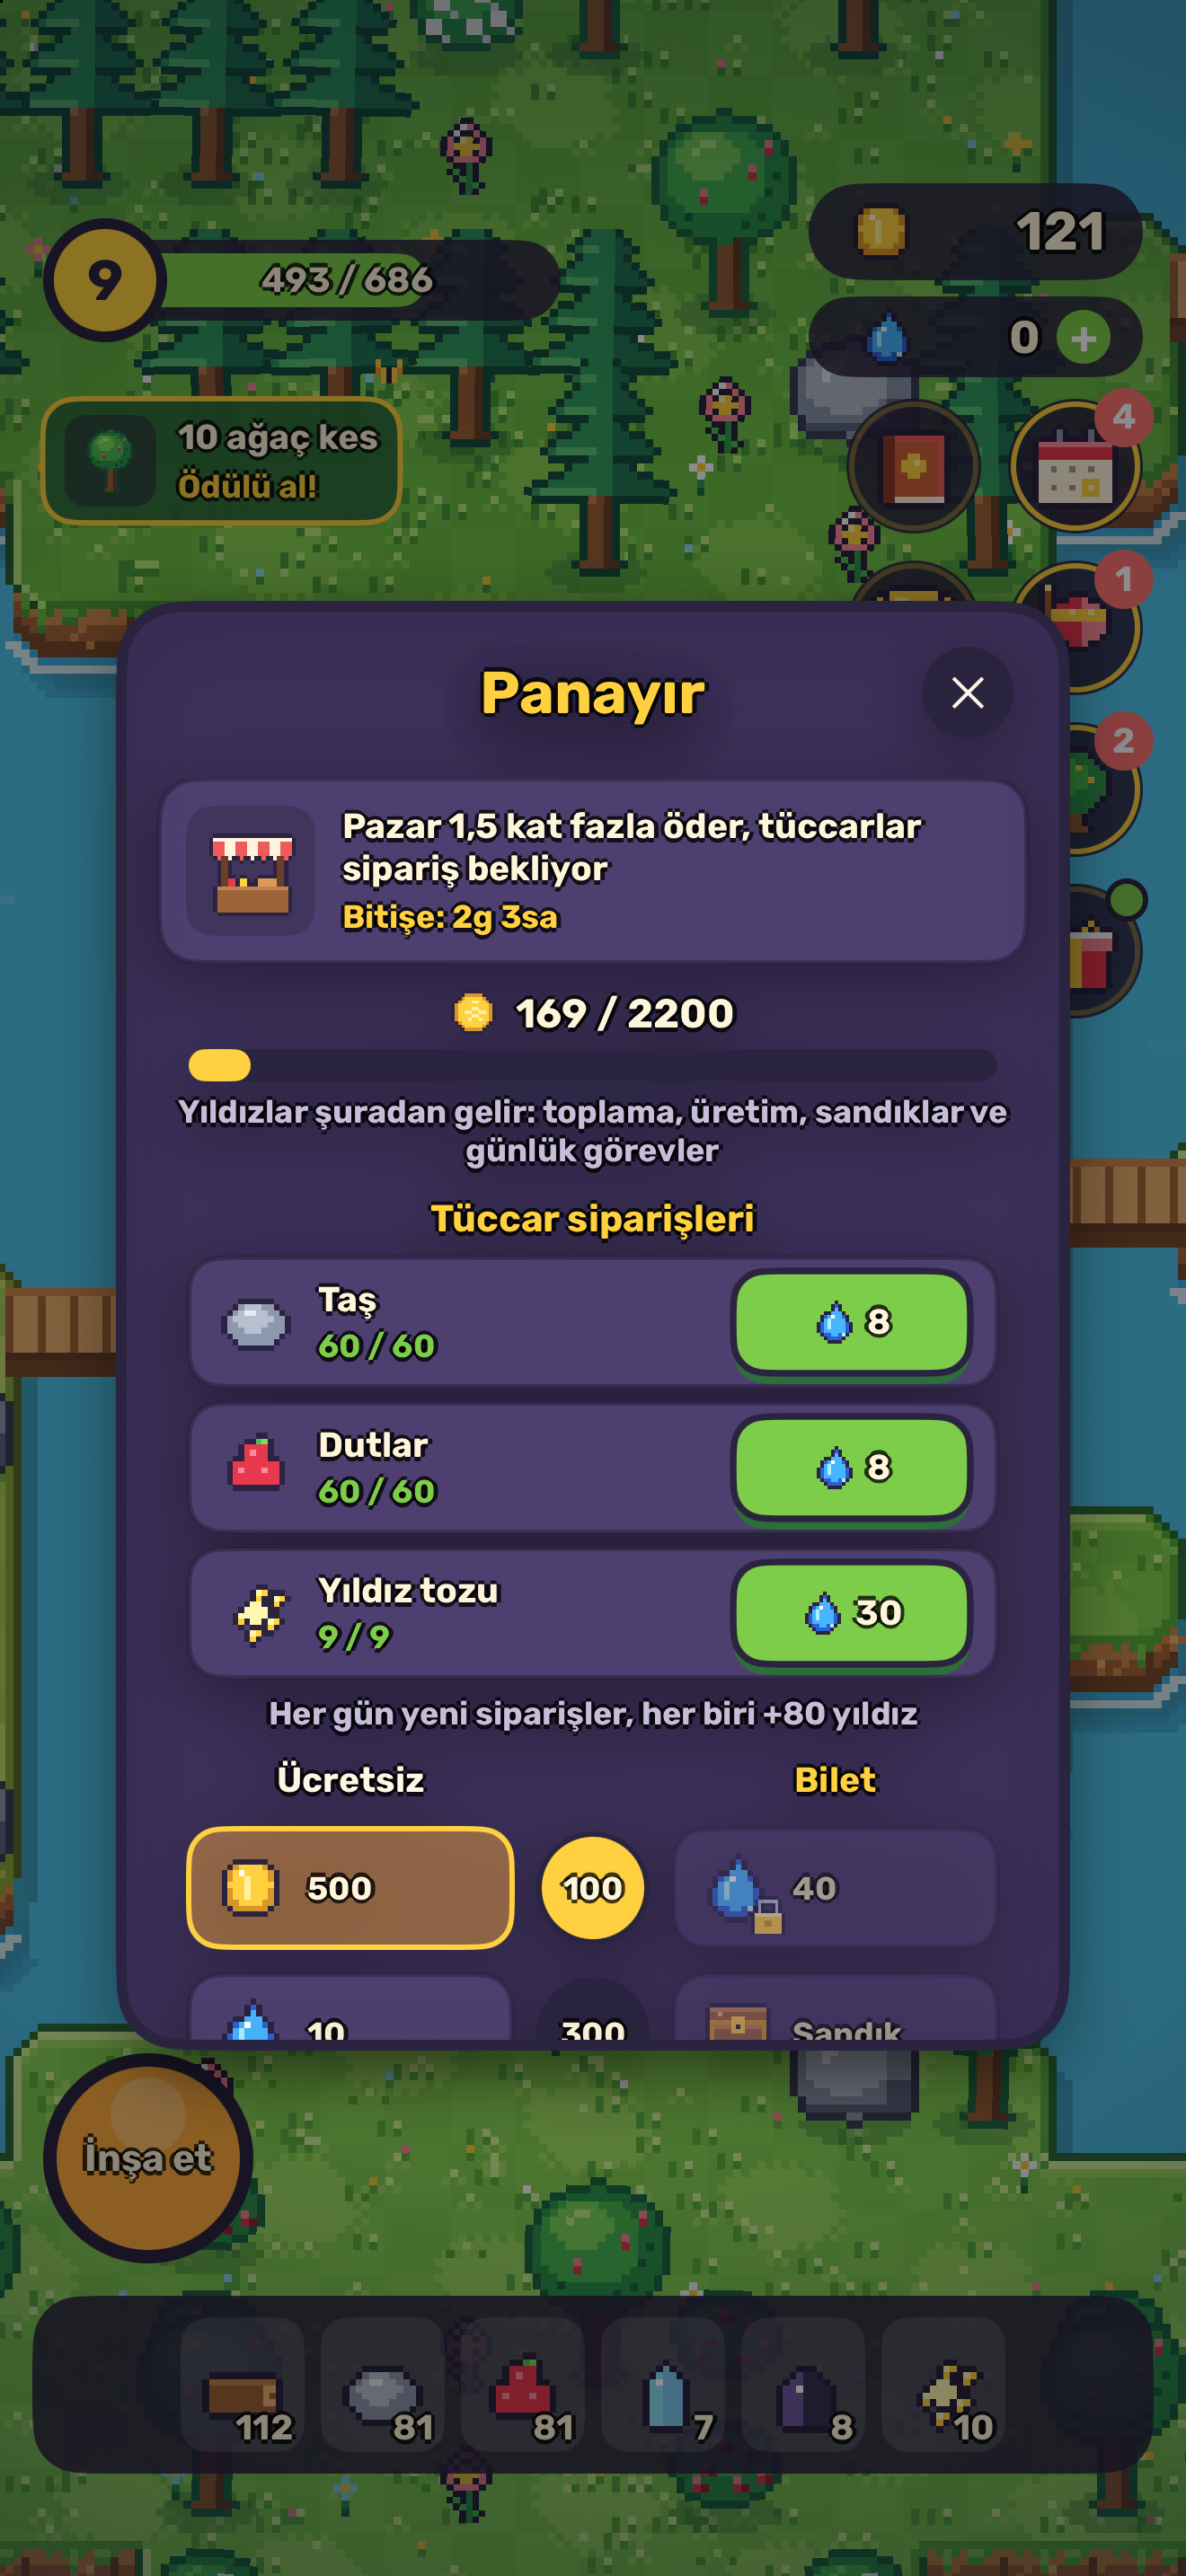 121
9
493 / 686
0
10 ağaç kes
Ödülü al!
4
1
2
Panayır
Pazar 1,5 kat fazla öder, tüccarlar
sipariş bekliyor
Bitişe: 2g 3sa
169 / 2200
Yıldızlar şuradan gelir: toplama, üretim, sandıklar ve
günlük görevler
Tüccar siparişleri
Taş
60 / 60
8
Dutlar
60 / 60
8
Yıldız tozu
9 / 9
30
Her gün yeni siparişler, her biri +80 yıldız
Ücretsiz
Bilet
500
100
40
10
300
Sandık
İnşa et
112
81
81
7
8
10